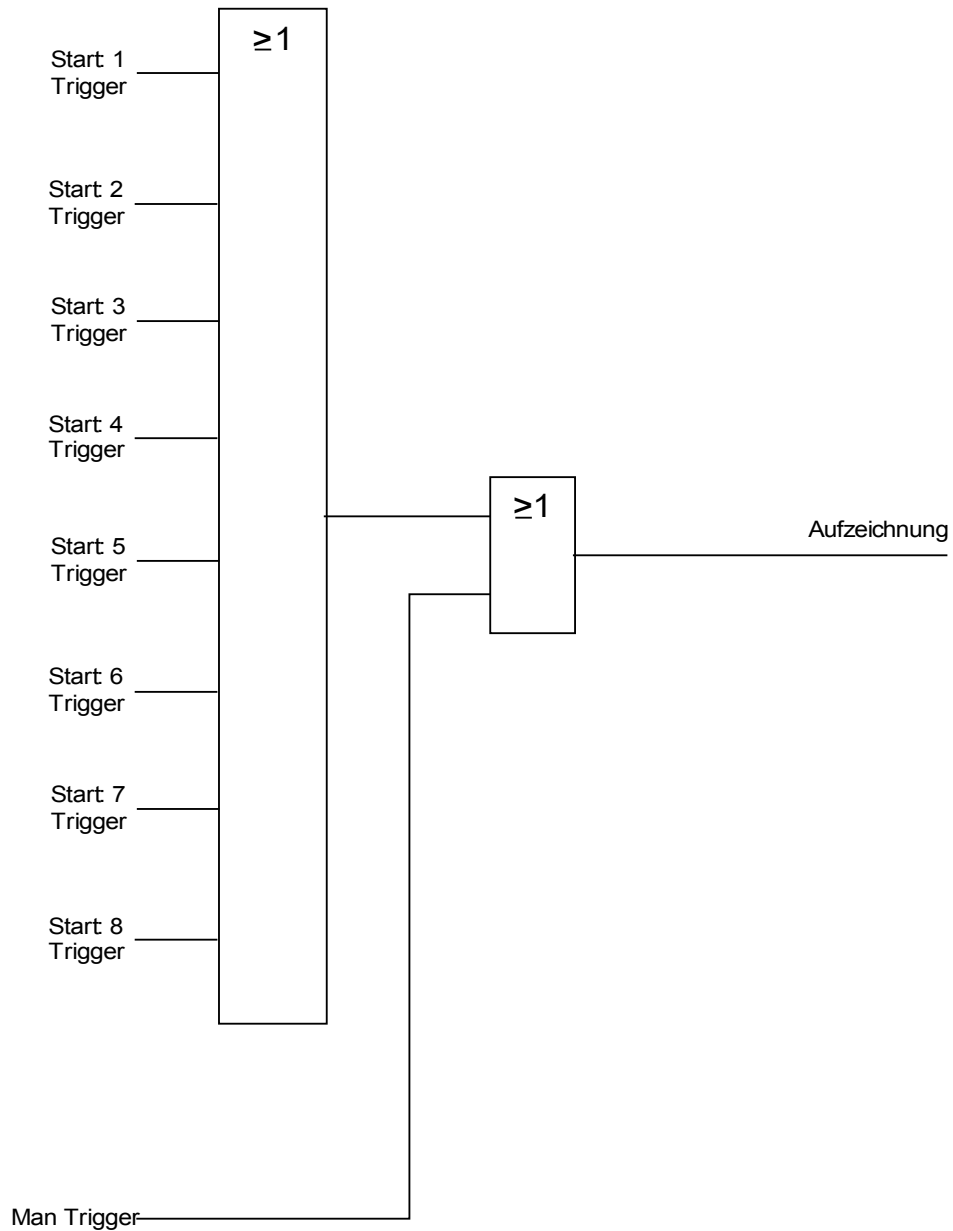 ≥1
Start 1
Trigger
Start 2
Trigger
Start 3
Trigger
Start 4
Trigger
Start 5
Trigger
Start 6
Trigger
Start 7
Trigger
Start 8
Trigger
≥1
Aufzeichnung
Man Trigger